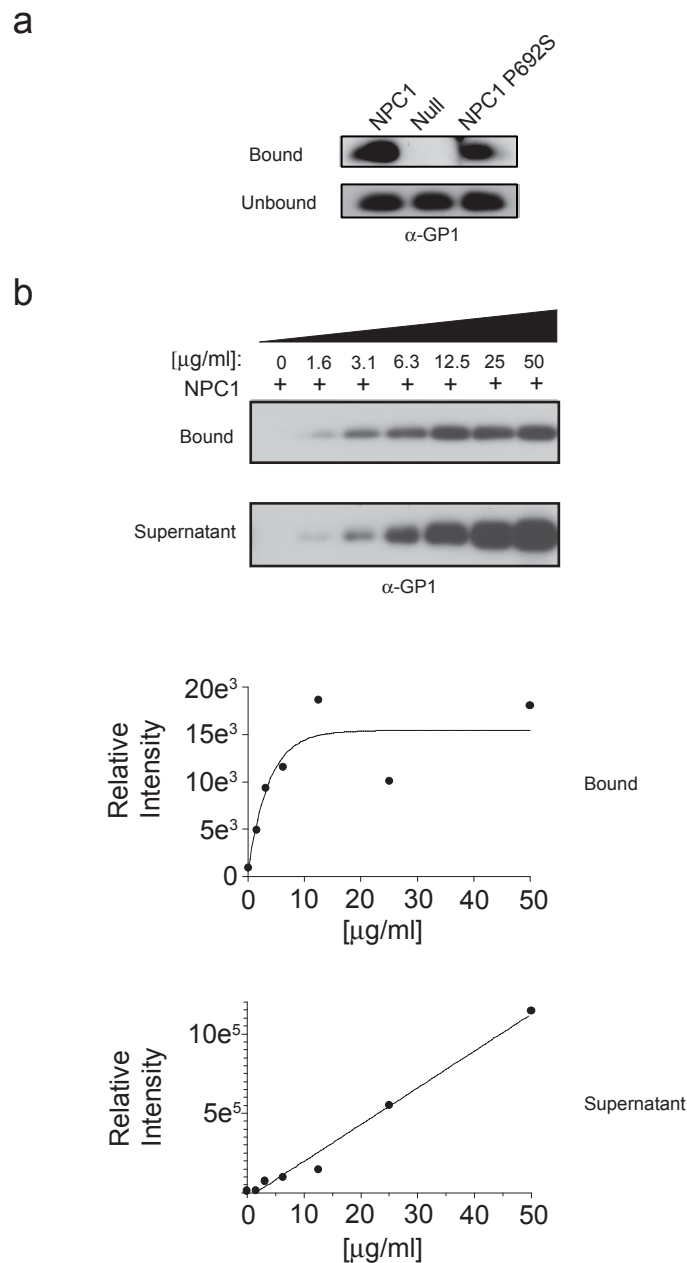 a
NPC1 Null NPC1 P692S
Bound
Unbound
α-GP1
b
[μg/ml]: 0 1.6 3.1 6.3 12.5 25 50
NPC1 + + + + + + +
Bound
Supernatant
α-GP1
Relative Intensity
20e³
15e³
10e³
5e³
0
0 10 20 30 40 50
[μg/ml]
Bound
Relative Intensity
10e⁵
5e⁵
0 10 20 30 40 50
[μg/ml]
Supernatant